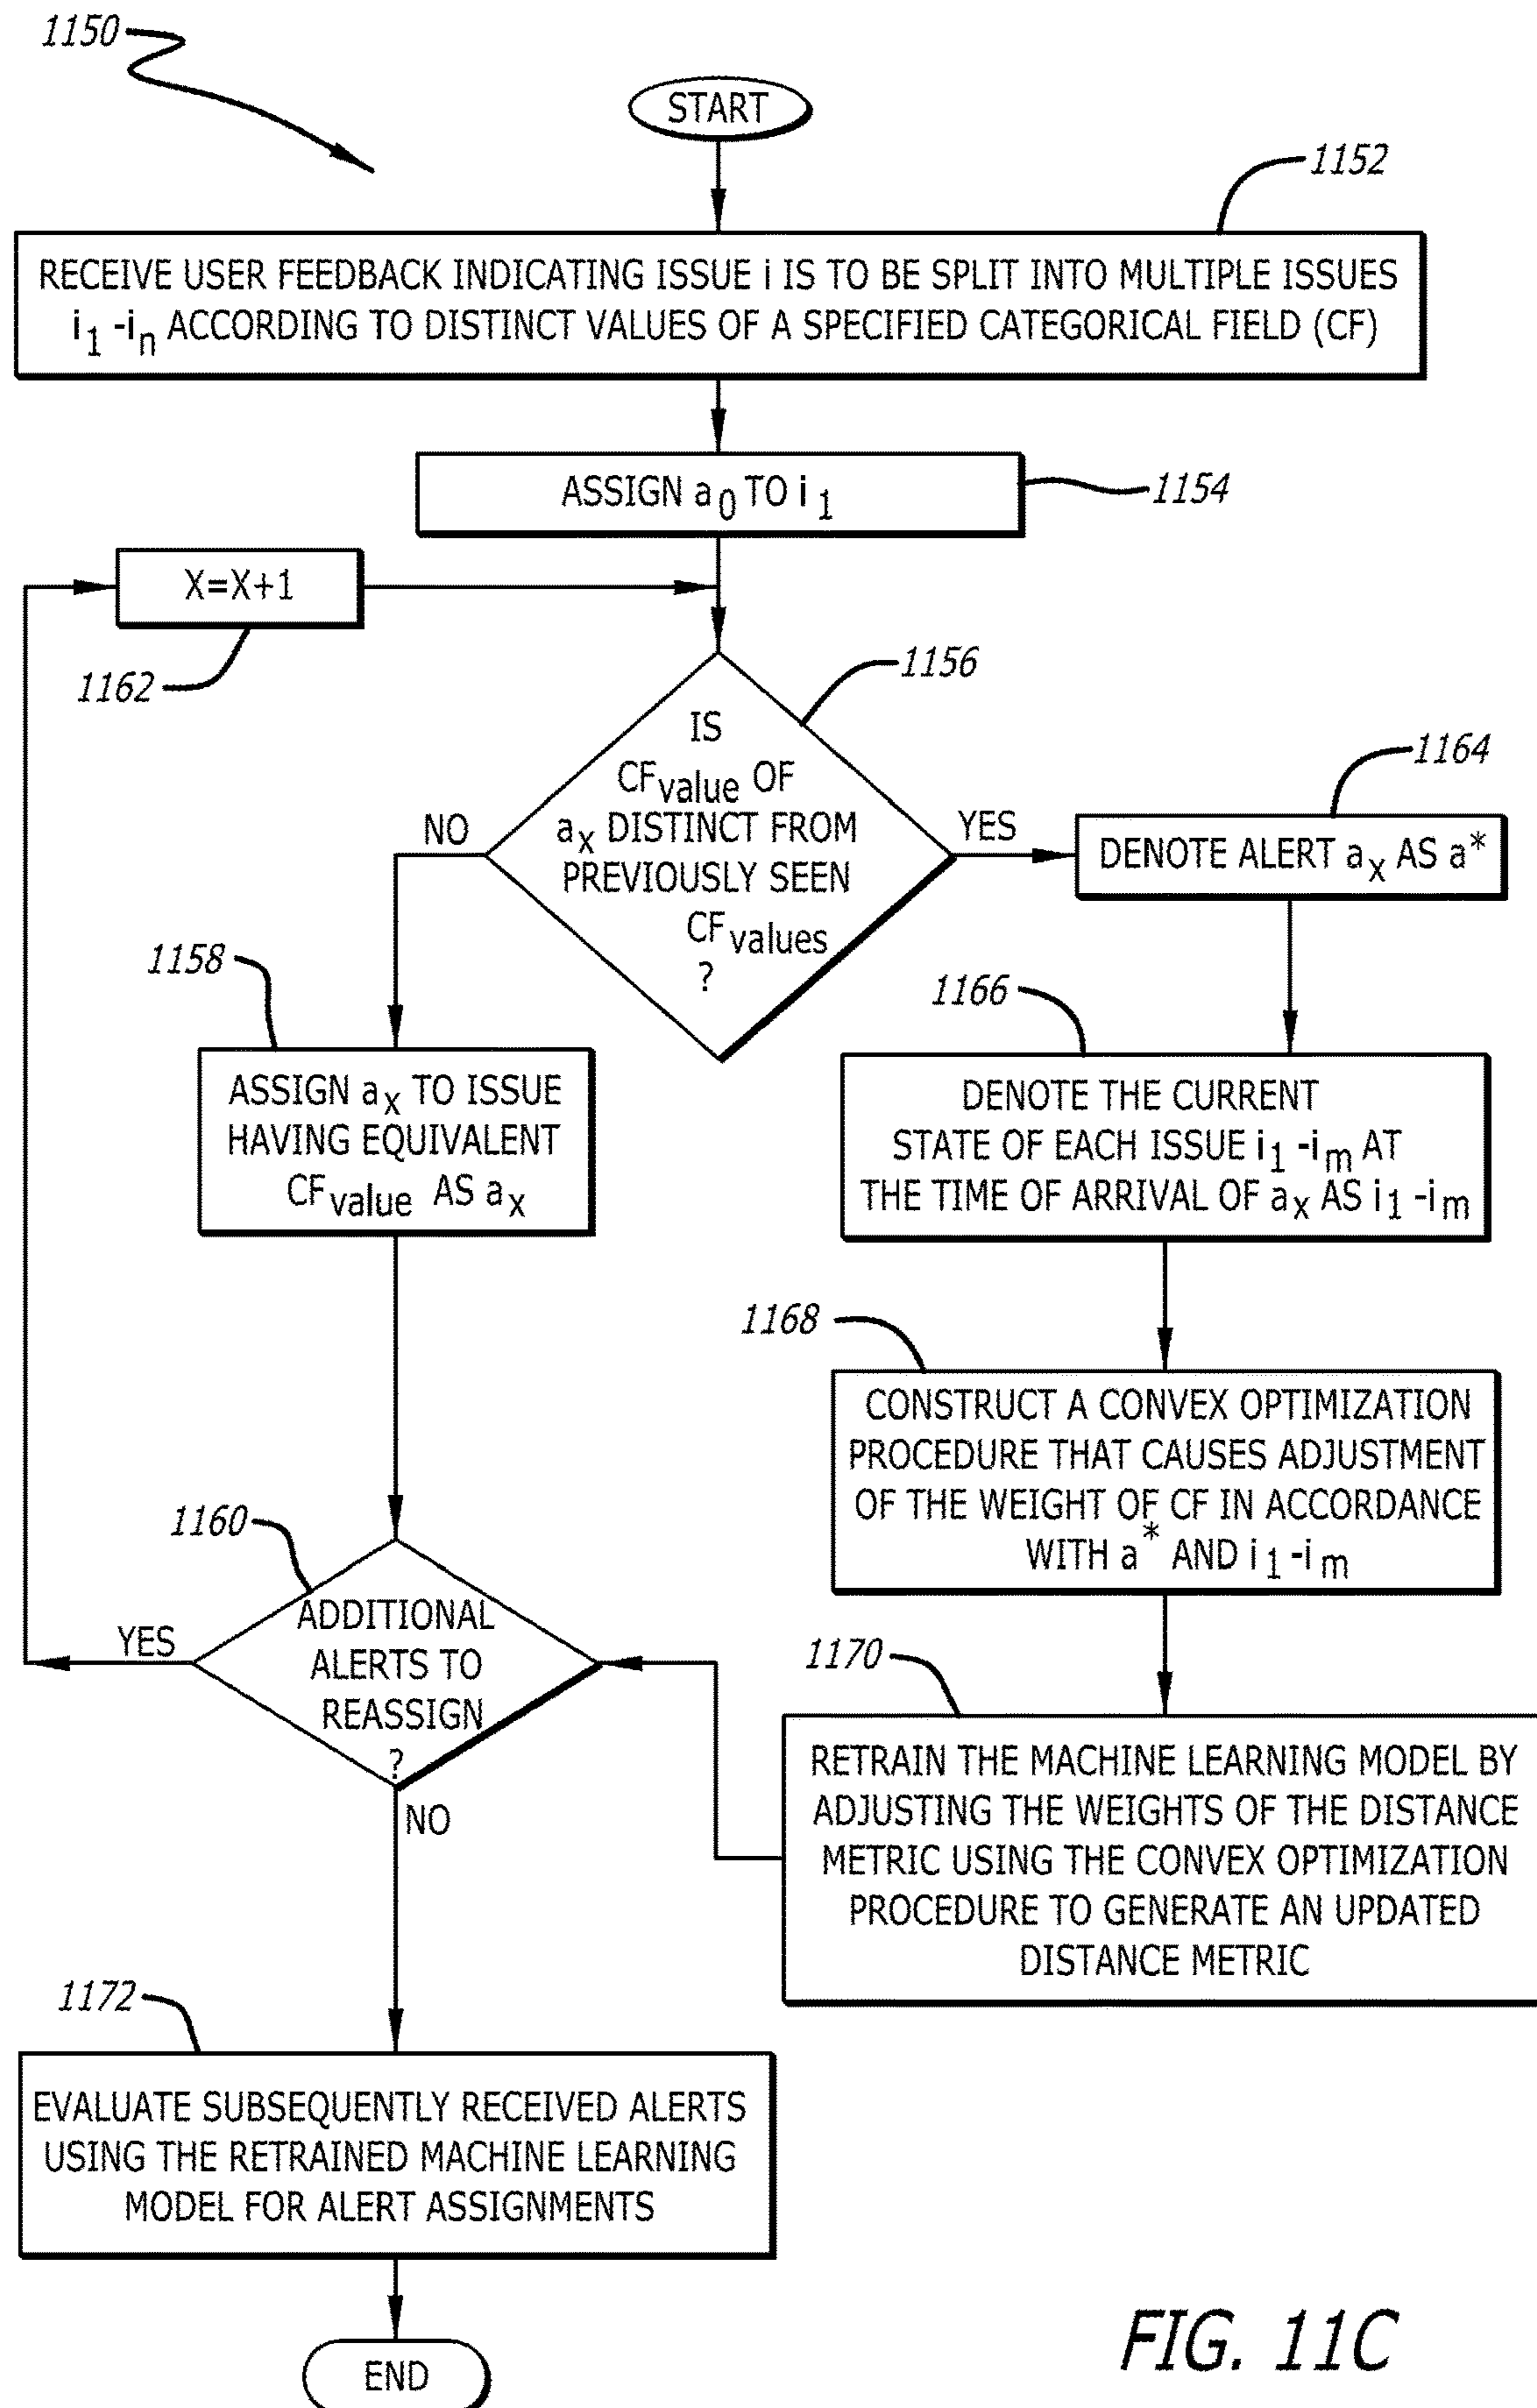 1150
START
1152
RECEIVE USER FEEDBACK INDICATING ISSUE i IS TO BE SPLIT INTO MULTIPLE ISSUES
i1 -in ACCORDING TO DISTINCT VALUES OF A SPECIFIED CATEGORICAL FIELD (CF)
ASSIGN a0 TO i1
1154
X=X+1
1162
1156
IS
CFvalue OF
ax DISTINCT FROM
PREVIOUSLY SEEN
CFvalues
?
NO
YES
1164
DENOTE ALERT ax AS a*
1158
ASSIGN ax TO ISSUE
HAVING EQUIVALENT
CFvalue AS ax
1166
DENOTE THE CURRENT
STATE OF EACH ISSUE i1 -im AT
THE TIME OF ARRIVAL OF ax AS i1 -im
1168
CONSTRUCT A CONVEX OPTIMIZATION
PROCEDURE THAT CAUSES ADJUSTMENT
OF THE WEIGHT OF CF IN ACCORDANCE
WITH a* AND i1 -im
1160
ADDITIONAL
ALERTS TO
REASSIGN
?
YES
NO
1170
RETRAIN THE MACHINE LEARNING MODEL BY
ADJUSTING THE WEIGHTS OF THE DISTANCE
METRIC USING THE CONVEX OPTIMIZATION
PROCEDURE TO GENERATE AN UPDATED
DISTANCE METRIC
1172
EVALUATE SUBSEQUENTLY RECEIVED ALERTS
USING THE RETRAINED MACHINE LEARNING
MODEL FOR ALERT ASSIGNMENTS
END
FIG. 11C